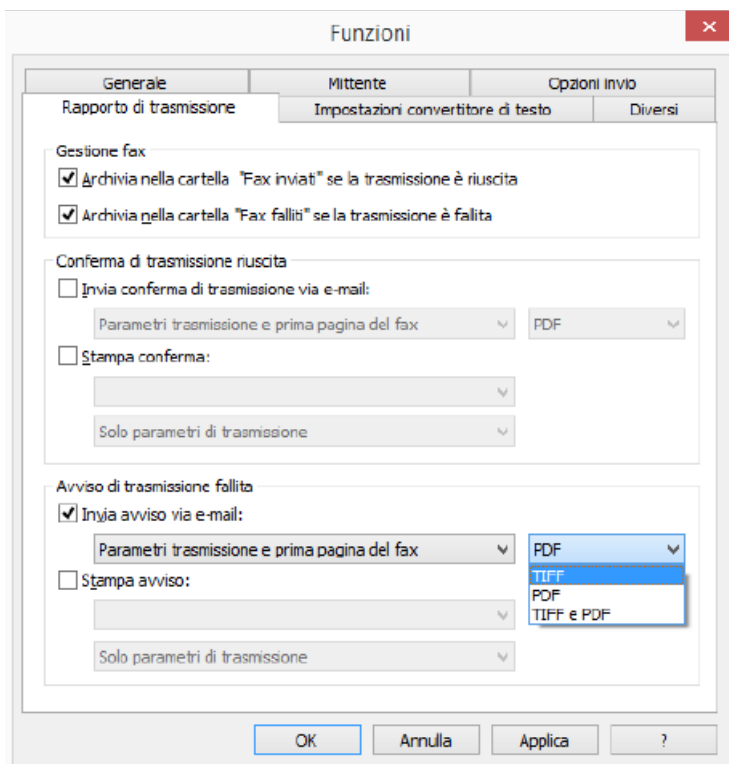 Funzioni
Generale Mittente Opzioni invio
Rapporto di trasmissione Impostazioni convertitore di testo Diversi
Gestione fax
Archivia nella cartella "Fax inviati" se la trasmissione è riuscita
Archivia nella cartella "Fax falliti" se la trasmissione è fallita
Conferma di trasmissione riuscita
Invia conferma di trasmissione via e-mail:
Parametri trasmissione e prima pagina del fax PDF
Stampa conferma:
Solo parametri di trasmissione
Avviso di trasmissione fallita
Invia avviso via e-mail:
Parametri trasmissione e prima pagina del fax PDF
Stampa avviso: TIFF
PDF
TIFF e PDF
Solo parametri di trasmissione
OK Annulla Applica ?